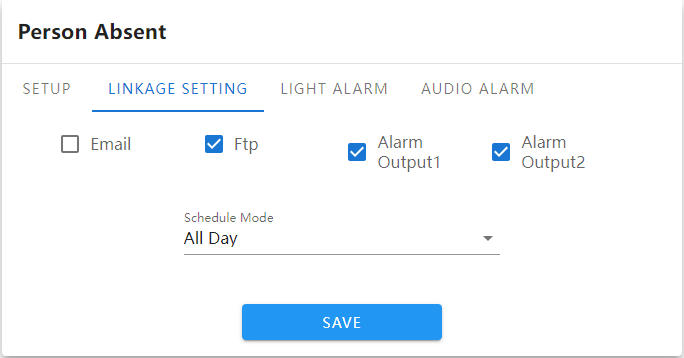 Person Absent
SETUP LINKAGE SETTING LIGHT ALARM AUDIO ALARM
Email Ftp Alarm Output1 Alarm Output2
Schedule Mode
All Day
SAVE